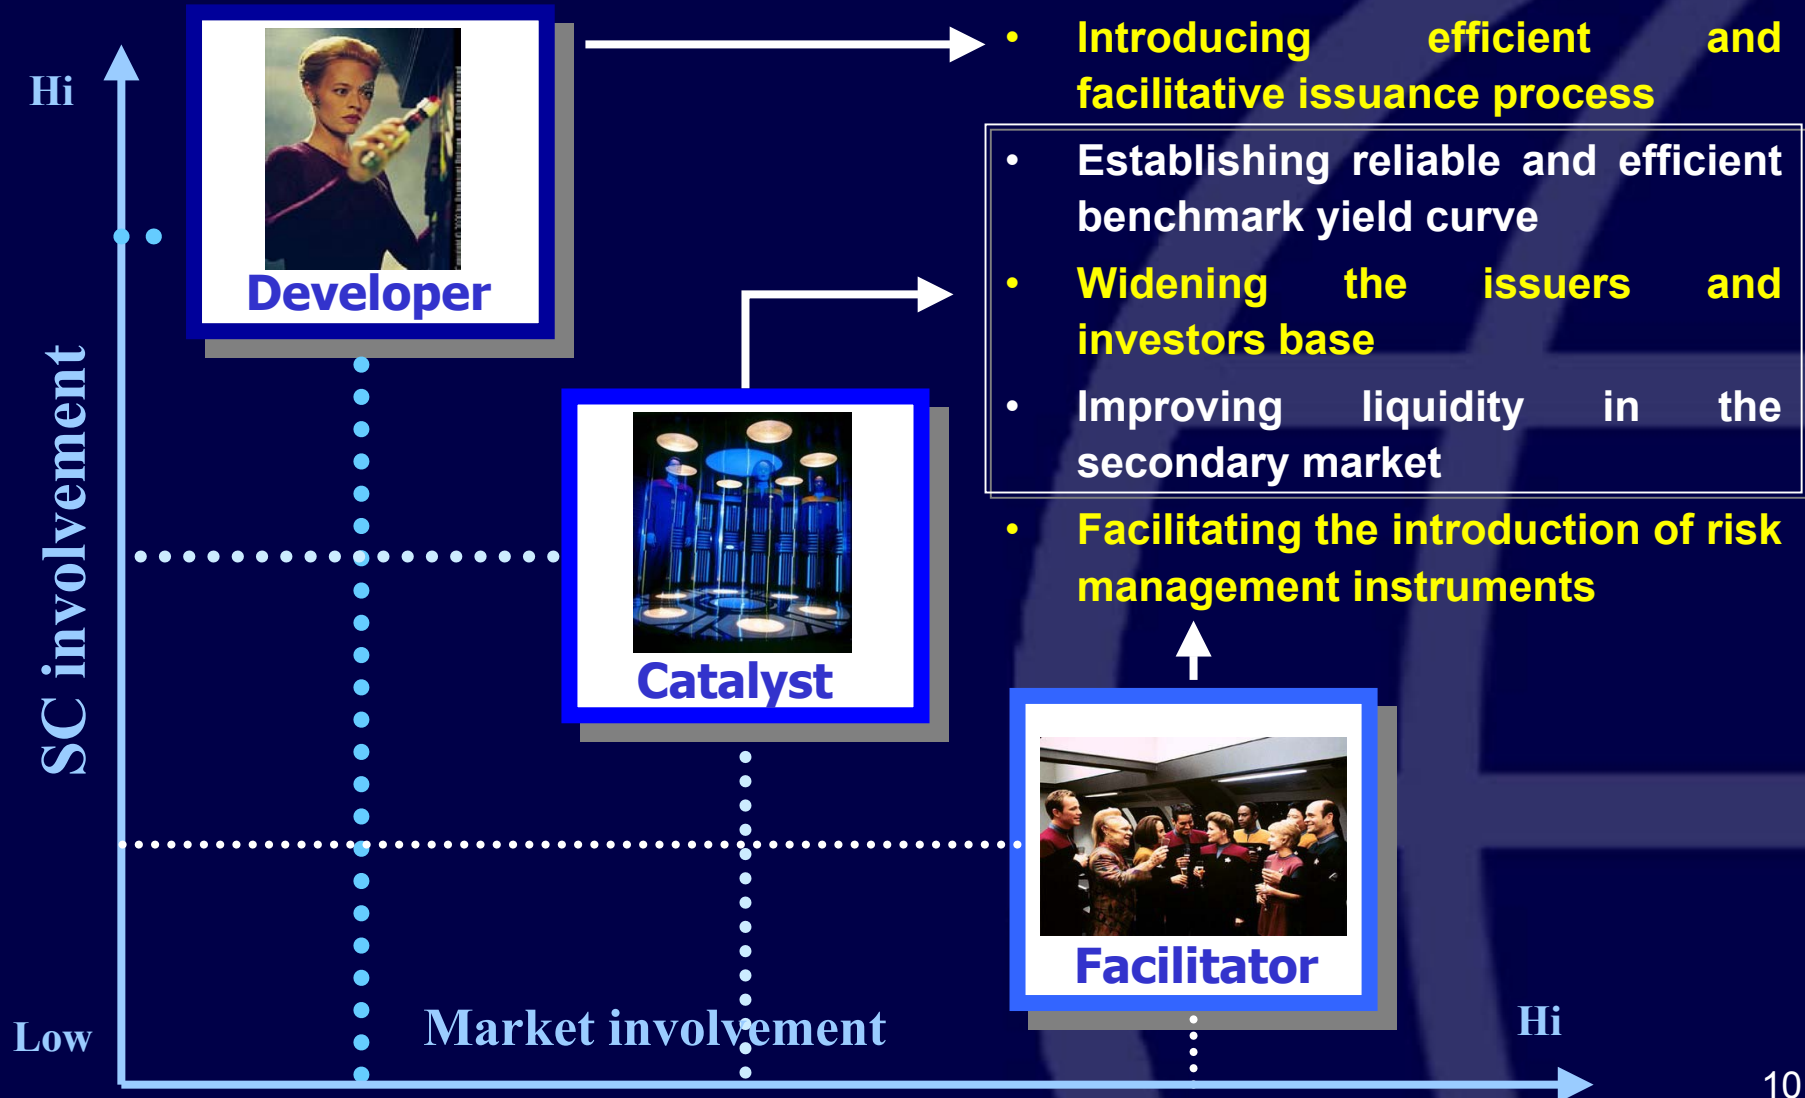 Hi
SC involvement
Low
Developer
Catalyst
Facilitator
Market involvement
Hi
• Introducing efficient and
facilitative issuance process
• Establishing reliable and efficient
benchmark yield curve
• Widening the issuers and
investors base
• Improving liquidity in the
secondary market
• Facilitating the introduction of risk
management instruments
10